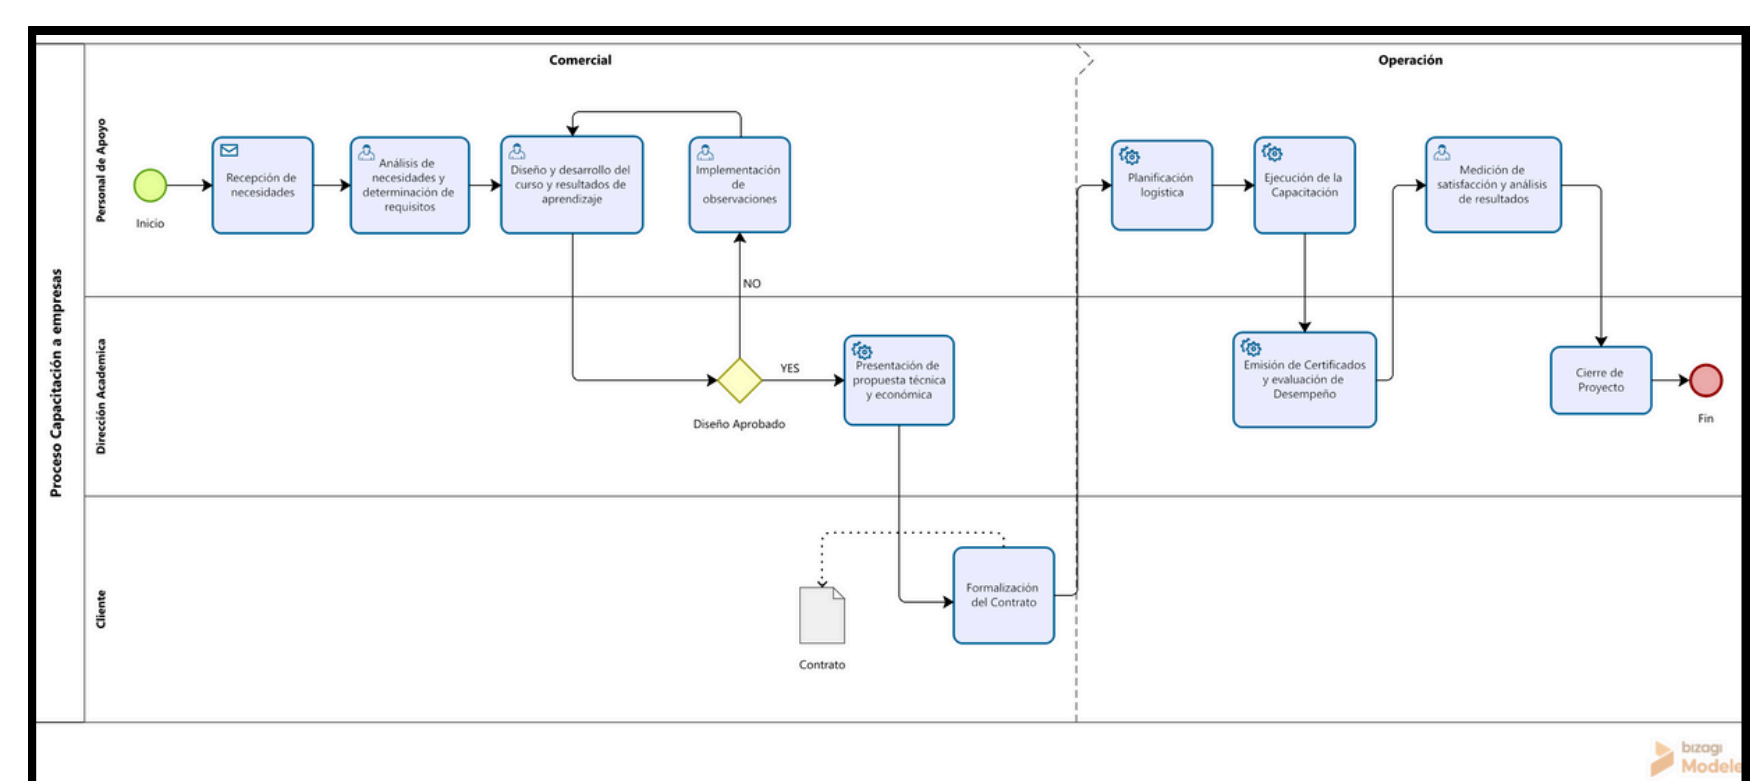 Comercial
Operación
Proceso Capacitación a empresas
Personal de Apoyo
Inicio
Recepción de
necesidades
Análisis de
necesidades y
determinación de
requisitos
Diseño y desarrollo del
curso y resultados de
aprendizaje
Implementación
de
observaciones
NO
Planificación
logística
Ejecución de la
Capacitación
Medición de
satisfacción y análisis
de resultados
Dirección Academica
Diseño Aprobado
YES
Presentación de
propuesta técnica
y económica
Emisión de Certificados
y evaluación de
Desempeño
Cierre de
Proyecto
Fin
Cliente
Contrato
Formalización
del Contrato
bizagi
Modele